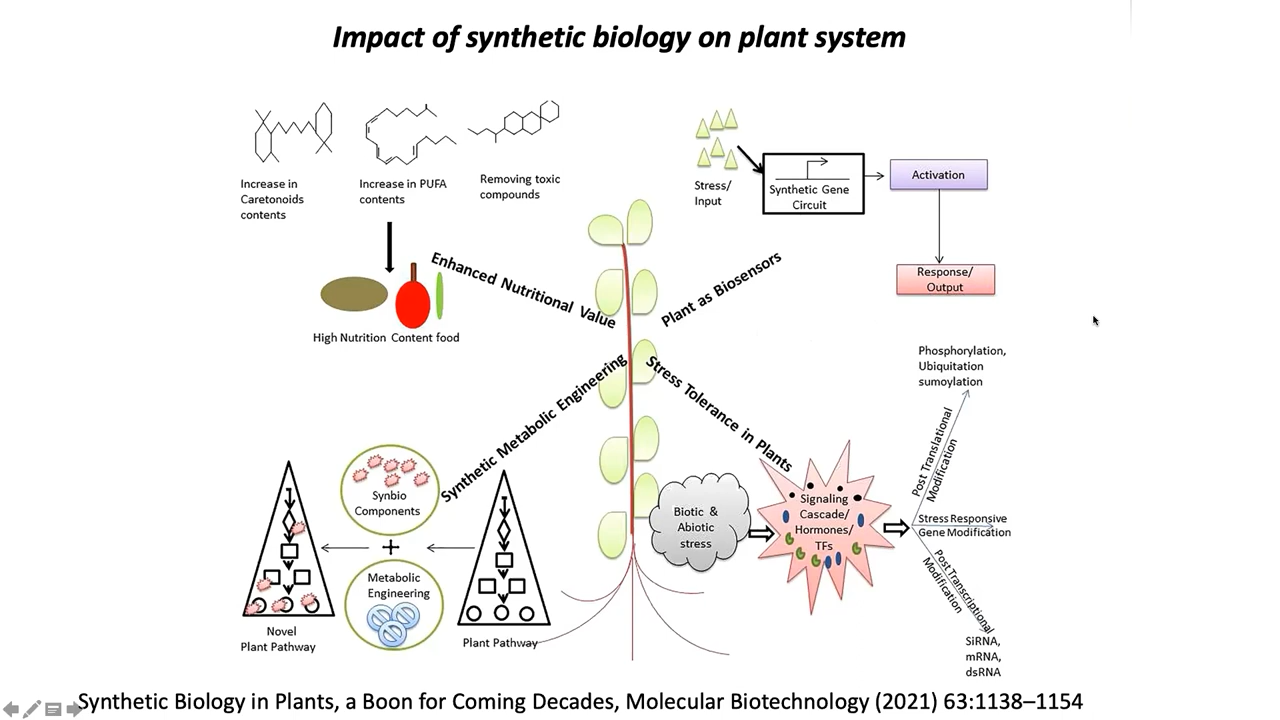 Impact of synthetic biology on plant system
Increase in
Caretonoids
contents
Increase in PUFA
contents
Removing toxic
compounds
High Nutrition Content food
Enhanced Nutritional Value
Stress/
Input
Synthetic Gene
Circuit
Activation
Response/
Output
Plant as Biosensors
Synthetic Metabolic Engineering
Synbio
Components
+
Metabolic
Engineering
Novel
Plant Pathway
Plant Pathway
Stress Tolerance in Plants
Biotic &
Abiotic
stress
Signaling
Cascade/
Hormones/
TFs
Post Translational
Modification
Phosphorylation,
Ubiquitation
sumoylation
Stress Responsive
Gene Modification
Post Transcriptional
Modification
SiRNA,
mRNA,
dsRNA
Synthetic Biology in Plants, a Boon for Coming Decades, Molecular Biotechnology (2021) 63:1138–1154